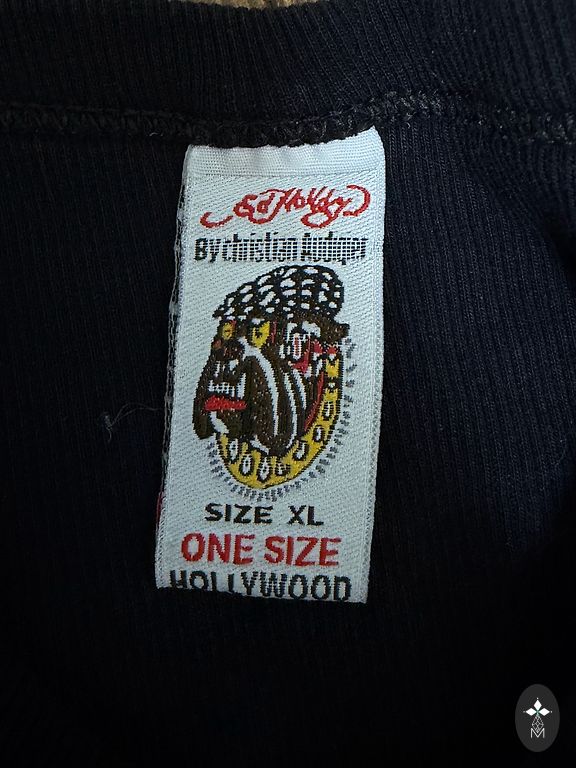 Ed Hardy
By christian Audigier
SIZE XL
ONE SIZE
HOLLYWOOD
M